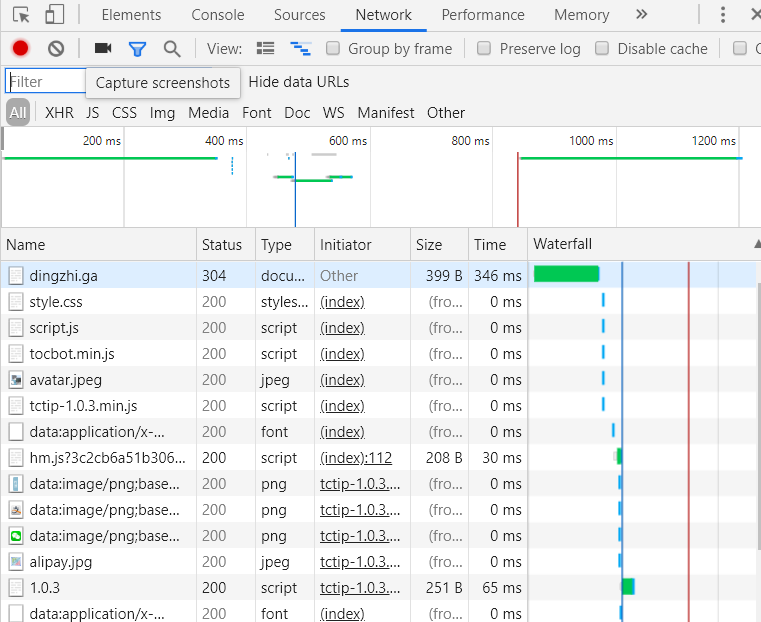 Elements Console Sources Network Performance Memory »
View: Group by frame Preserve log Disable cache
Filter Capture screenshots Hide data URLs
All XHR JS CSS Img Media Font Doc WS Manifest Other
200 ms 400 ms 600 ms 800 ms 1000 ms 1200 ms
Name Status Type Initiator Size Time Waterfall
dingzhi.ga 304 docu... Other 399 B 346 ms
style.css 200 styles... (index) (fro... 0 ms
script.js 200 script (index) (fro... 0 ms
tocbot.min.js 200 script (index) (fro... 0 ms
avatar.jpeg 200 jpeg (index) (fro... 0 ms
tctip-1.0.3.min.js 200 script (index) (fro... 0 ms
data:application/x-... 200 font (index) (fro... 0 ms
hm.js?3c2cb6a51b306... 200 script (index):112 208 B 30 ms
data:image/png;base... 200 png tctip-1.0.3.... (fro... 0 ms
data:image/png;base... 200 png tctip-1.0.3.... (fro... 0 ms
data:image/png;base... 200 png tctip-1.0.3.... (fro... 0 ms
alipay.jpg 200 jpeg tctip-1.0.3.... (fro... 0 ms
1.0.3 200 script tctip-1.0.3.... 251 B 65 ms
data:application/x-... 200 font (index) (fro... 0 ms